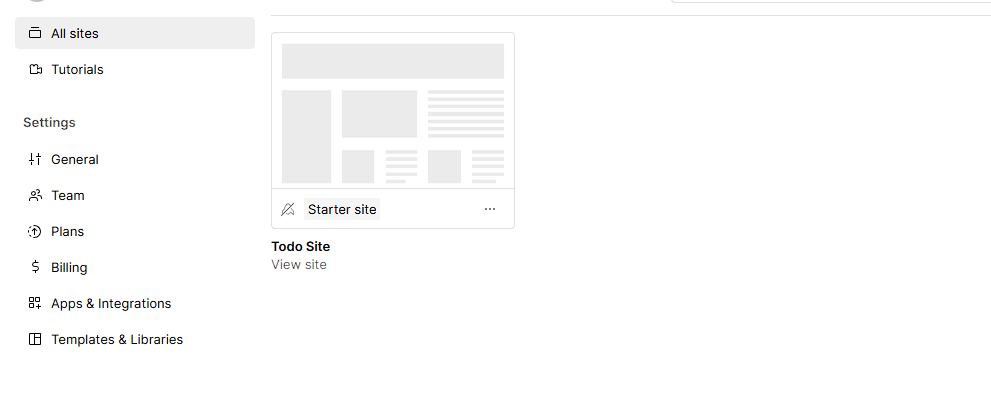 All sites
Tutorials
Settings
General
Team
Plans
Billing
Apps & Integrations
Templates & Libraries
Starter site
Todo Site
View site